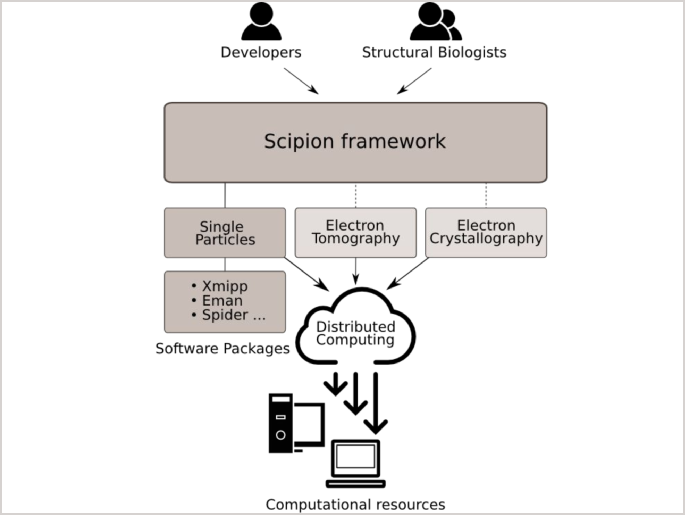 Developers
Structural Biologists
Scipion framework
Single
Particles
Electron
Tomography
Electron
Crystallography
• Xmipp
• Eman
• Spider ...
Software Packages
Distributed
Computing
Computational resources